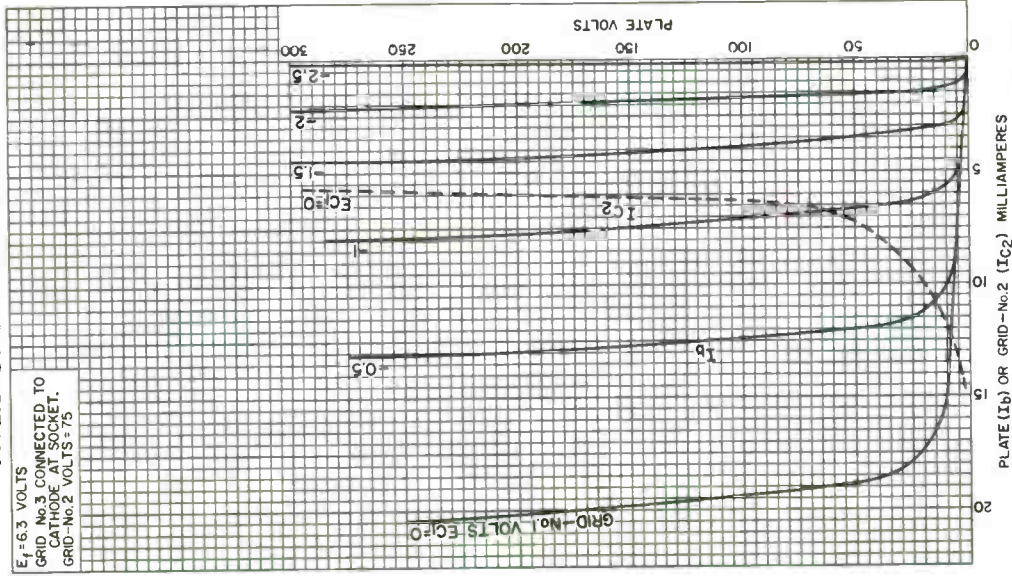 E_f = 6.3 VOLTS
GRID No.3 CONNECTED TO
CATHODE AT SOCKET.
GRID-No.2 VOLTS = 75
PLATE VOLTS
0
50
100
150
200
250
300
-2.5
-2
-1.5
EC1=0
IC2
-1
-0.5
Ib
GRID-No.1 VOLTS EC1=0
5
10
15
20
PLATE (Ib) OR GRID-No.2 (IC2) MILLIAMPERES